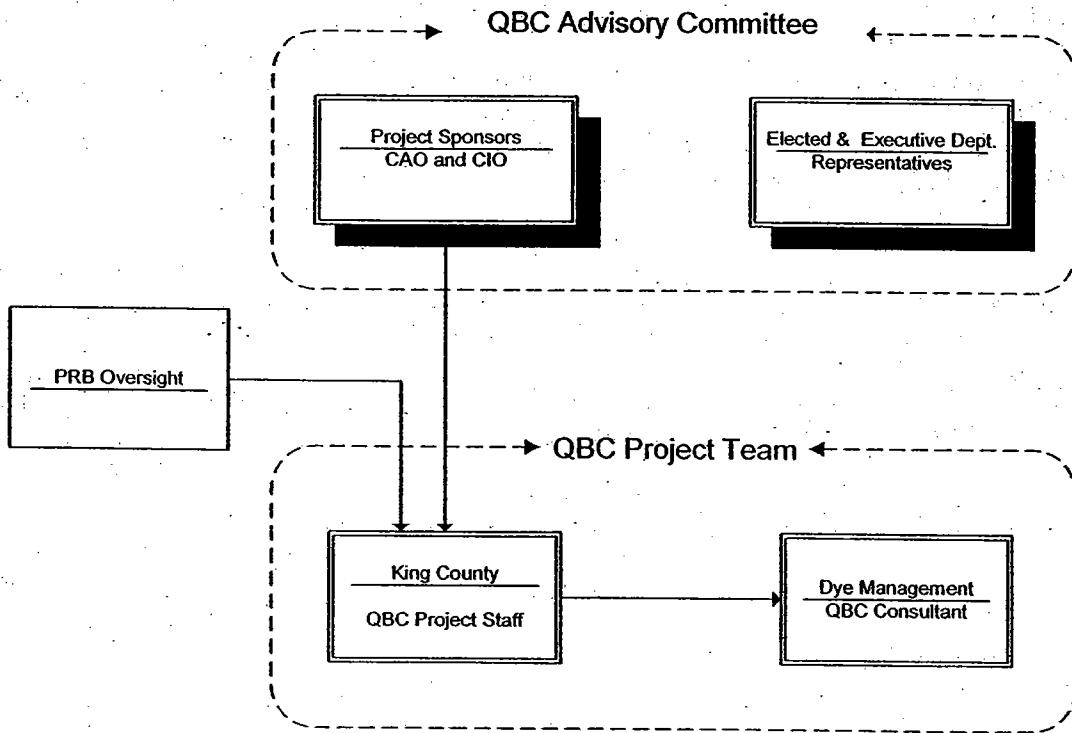 QBC Advisory Committee
Project Sponsors
CAO and CIO
Elected & Executive Dept.
Representatives
PRB Oversight
QBC Project Team
King County
QBC Project Staff
Dye Management
QBC Consultant